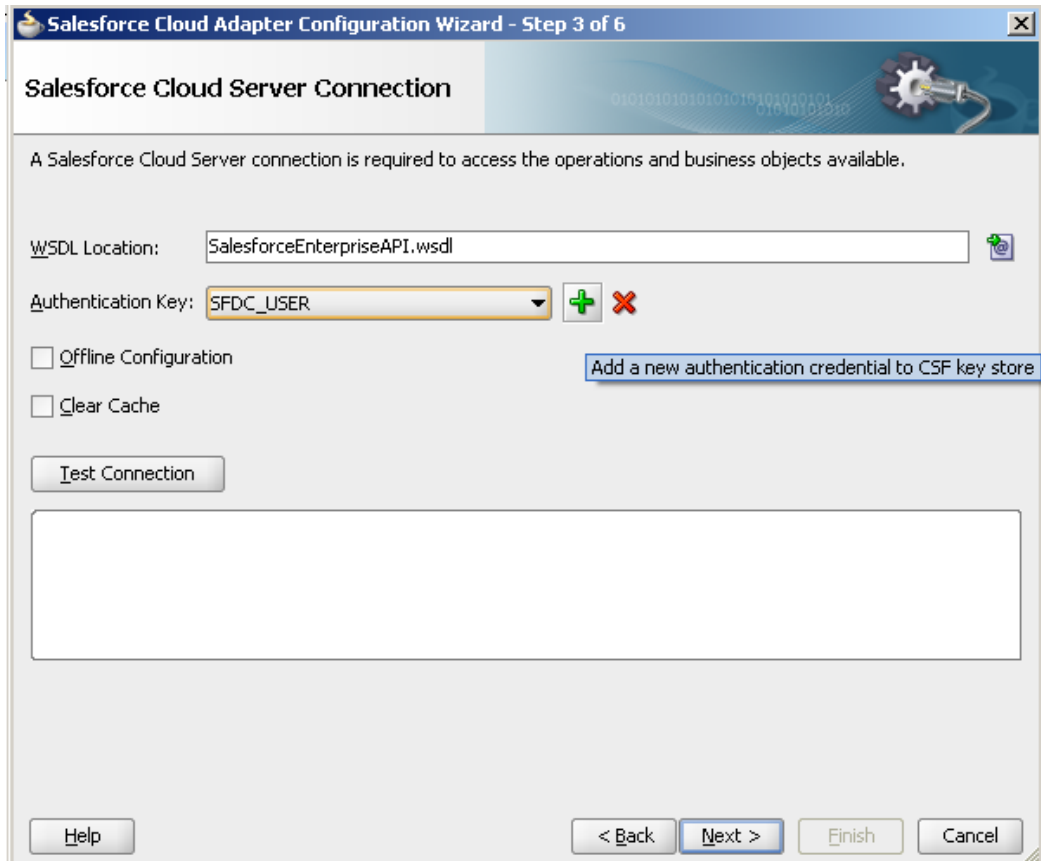 Salesforce Cloud Adapter Configuration Wizard - Step 3 of 6
Salesforce Cloud Server Connection
A Salesforce Cloud Server connection is required to access the operations and business objects available.
WSDL Location: SalesforceEnterpriseAPI.wsdl
Authentication Key: SFDC_USER
Offline Configuration
Add a new authentication credential to CSF key store
Clear Cache
Test Connection
Help < Back Next > Finish Cancel